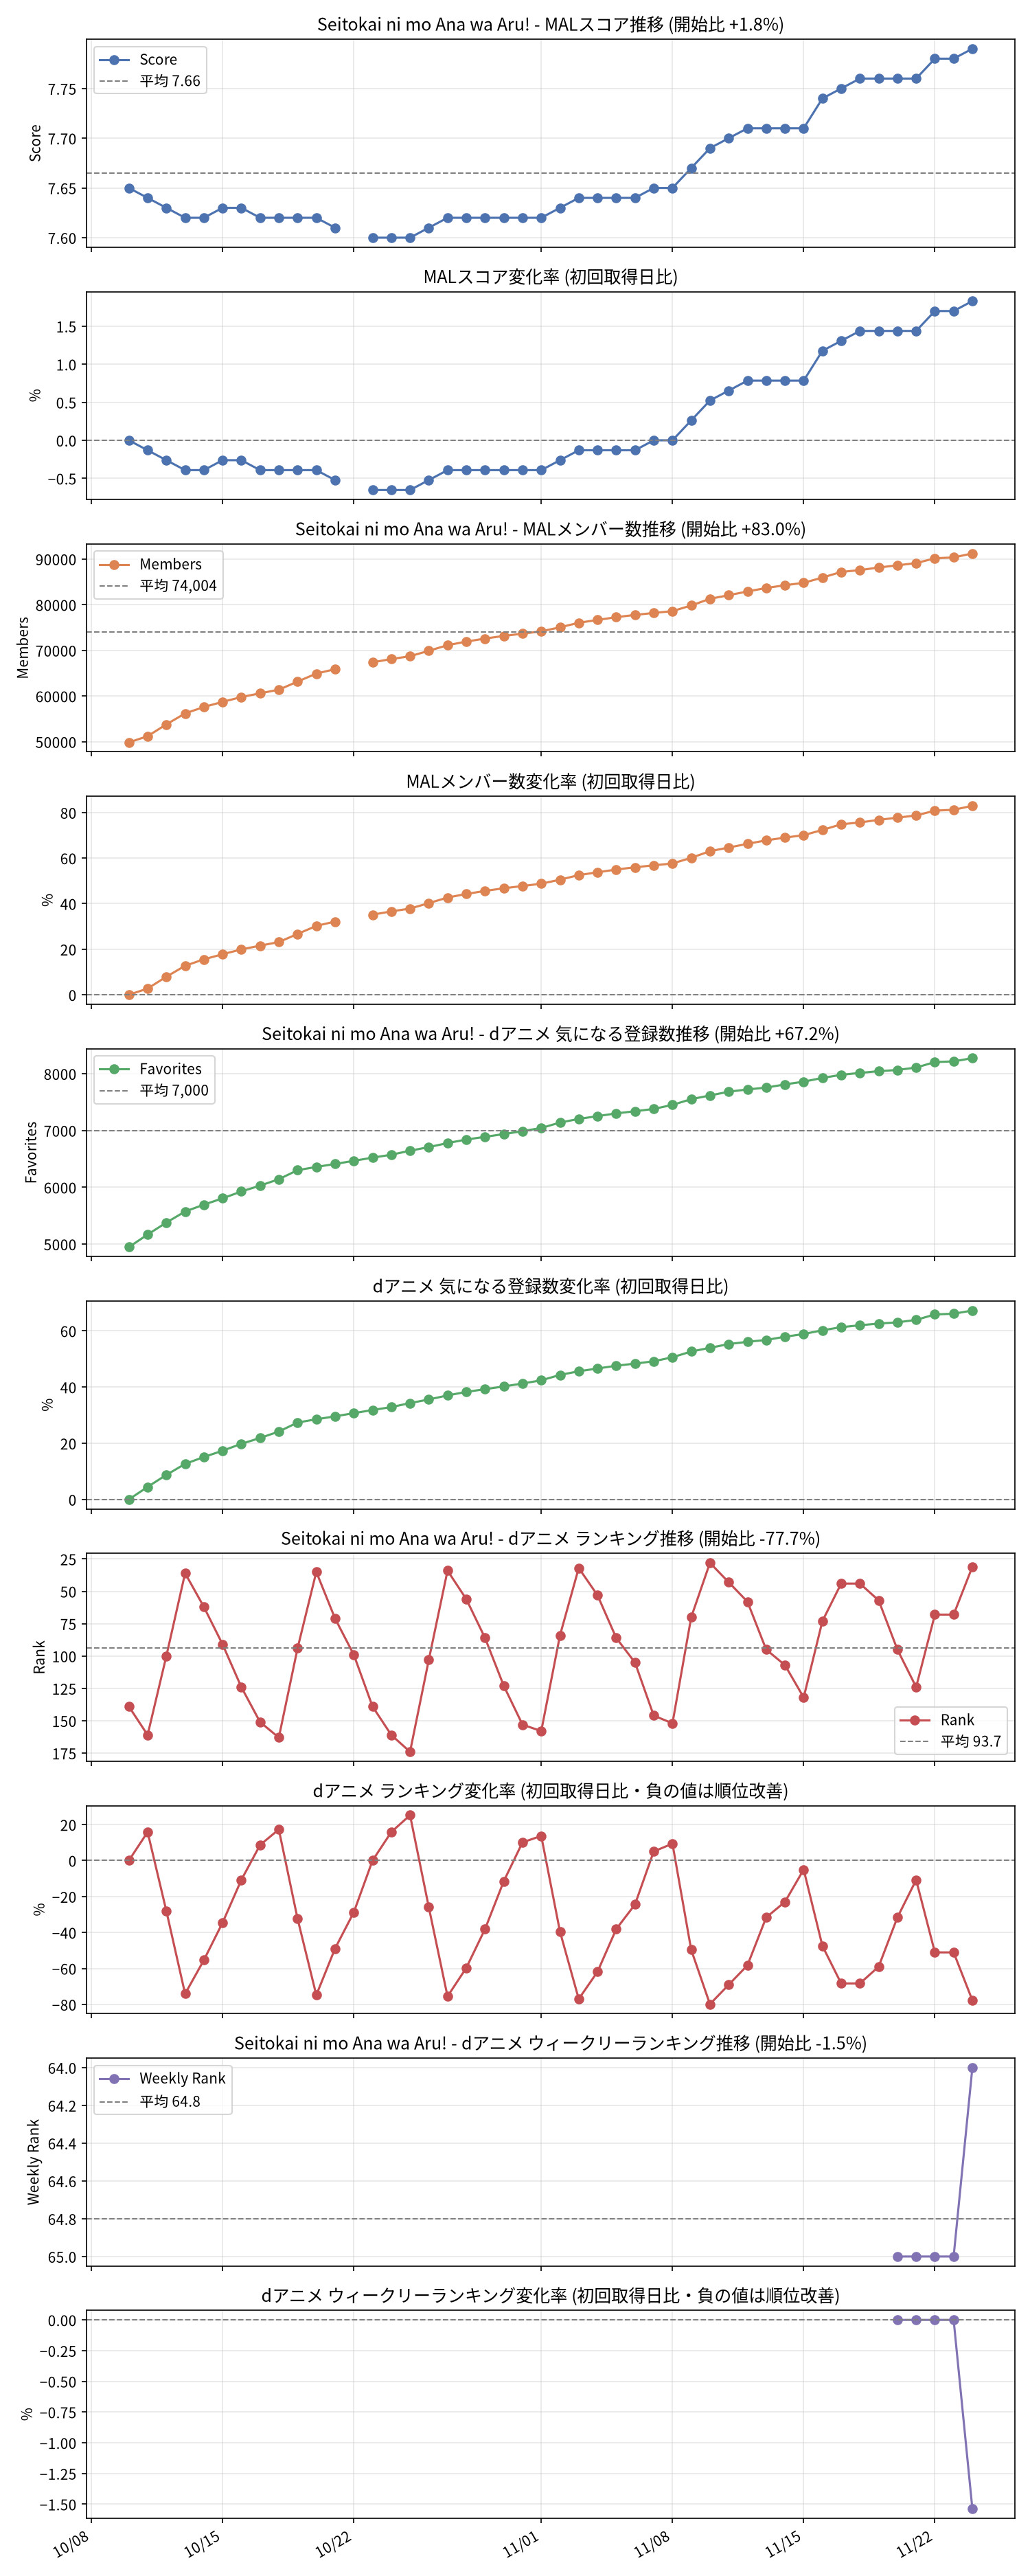 Seitokai ni mo Ana wa Aru! - MALスコア推移 (開始比 +1.8%)
Score
平均 7.66
Score
7.75
7.70
7.65
7.60
MALスコア変化率 (初回取得日比)
%
1.5
1.0
0.5
0.0
−0.5
Seitokai ni mo Ana wa Aru! - MALメンバー数推移 (開始比 +83.0%)
Members
平均 74,004
Members
90000
80000
70000
60000
50000
MALメンバー数変化率 (初回取得日比)
%
80
60
40
20
0
Seitokai ni mo Ana wa Aru! - dアニメ 気になる登録数推移 (開始比 +67.2%)
Favorites
平均 7,000
Favorites
8000
7000
6000
5000
dアニメ 気になる登録数変化率 (初回取得日比)
%
60
40
20
0
Seitokai ni mo Ana wa Aru! - dアニメ ランキング推移 (開始比 -77.7%)
Rank
25
50
75
100
125
150
175
Rank
平均 93.7
dアニメ ランキング変化率 (初回取得日比・負の値は順位改善)
%
20
0
−20
−40
−60
−80
Seitokai ni mo Ana wa Aru! - dアニメ ウィークリーランキング推移 (開始比 -1.5%)
Weekly Rank
平均 64.8
Weekly Rank
64.0
64.2
64.4
64.6
64.8
65.0
dアニメ ウィークリーランキング変化率 (初回取得日比・負の値は順位改善)
%
0.00
−0.25
−0.50
−0.75
−1.00
−1.25
−1.50
10/08
10/15
10/22
11/01
11/08
11/15
11/22